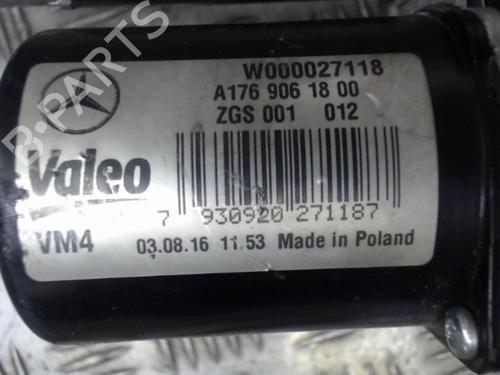 W000027118
A176 906 18 00
ZGS 001 012
Valeo
7 930920 271187
VM4 03.08.16 11.53 Made in Poland
B-PARTS